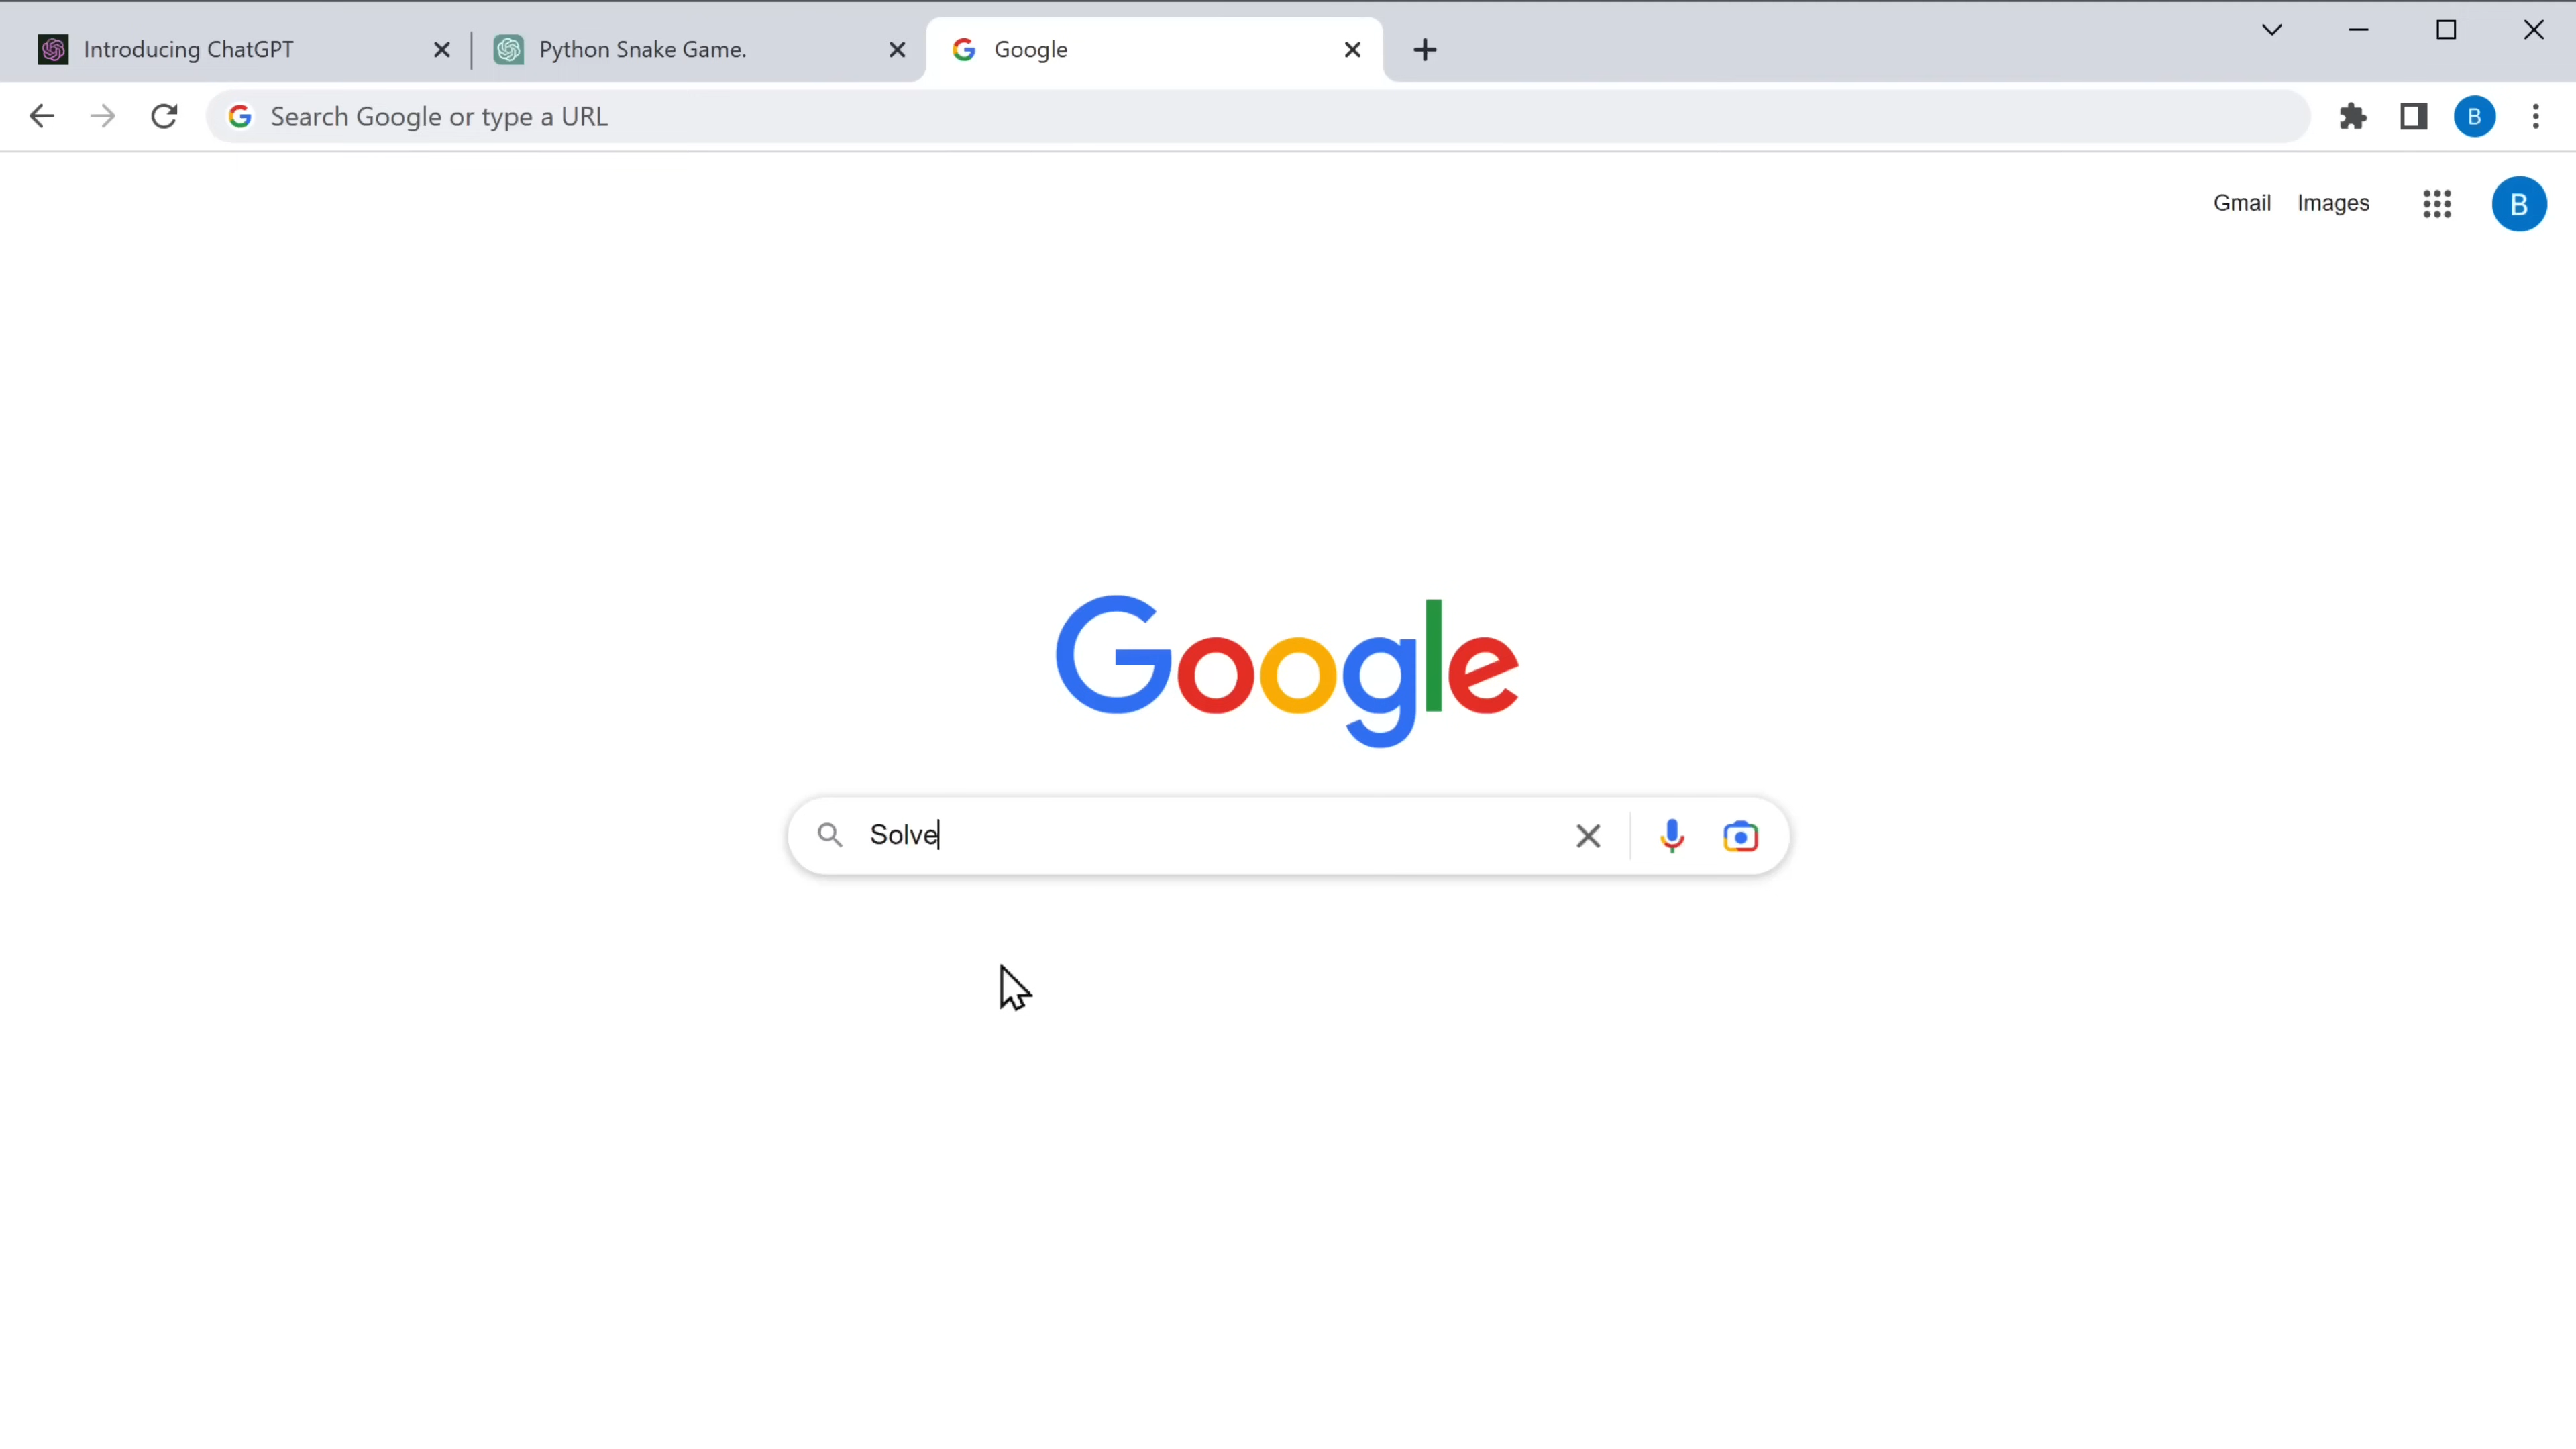 Introducing ChatGPT
Python Snake Game.
Google
Search Google or type a URL
B
Gmail Images
B
Google
Solve